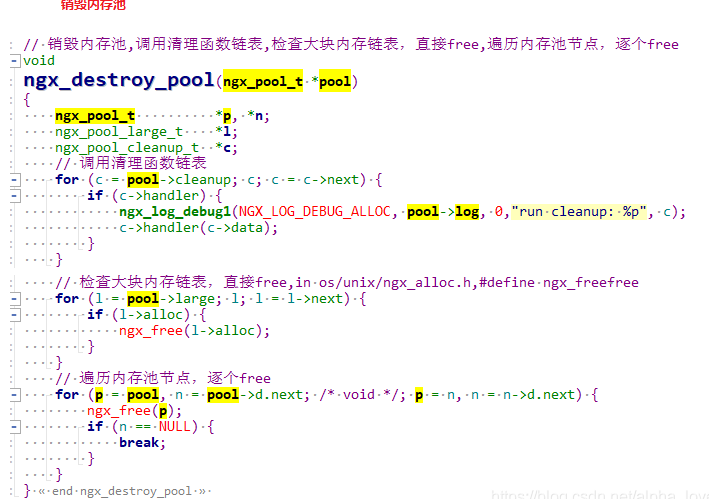 销毁内存池
// 销毁内存池,调用清理函数链表,检查大块内存链表，直接free,遍历内存池节点，逐个free
void
ngx_destroy_pool(ngx_pool_t *pool)
{
ngx_pool_t *p, *n;
ngx_pool_large_t *l;
ngx_pool_cleanup_t *c;
// 调用清理函数链表
for (c = pool->cleanup; c; c = c->next) {
if (c->handler) {
ngx_log_debug1(NGX_LOG_DEBUG_ALLOC, pool->log, 0,"run cleanup: %p", c);
c->handler(c->data);
}
}
// 检查大块内存链表，直接free,in os/unix/ngx_alloc.h,#define ngx_freefree
for (l = pool->large; l; l = l->next) {
if (l->alloc) {
ngx_free(l->alloc);
}
}
// 遍历内存池节点，逐个free
for (p = pool, n = pool->d.next; /* void */; p = n, n = n->d.next) {
ngx_free(p);
if (n == NULL) {
break;
}
}
} « end ngx_destroy_pool »